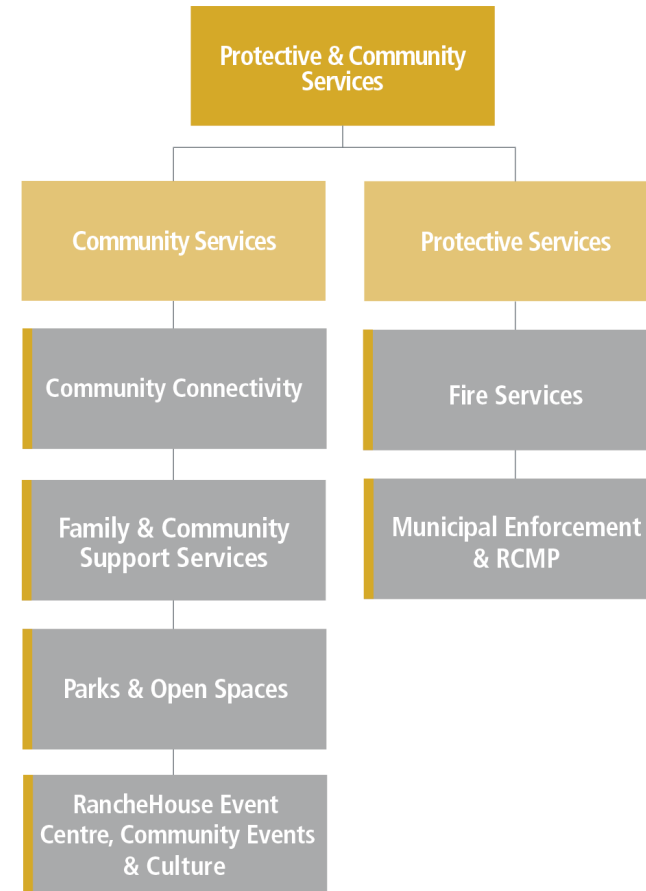 Protective & Community
Services
Community Services
Protective Services
Community Connectivity
Fire Services
Family & Community
Support Services
Municipal Enforcement
& RCMP
Parks & Open Spaces
RancheHouse Event
Centre, Community Events
& Culture